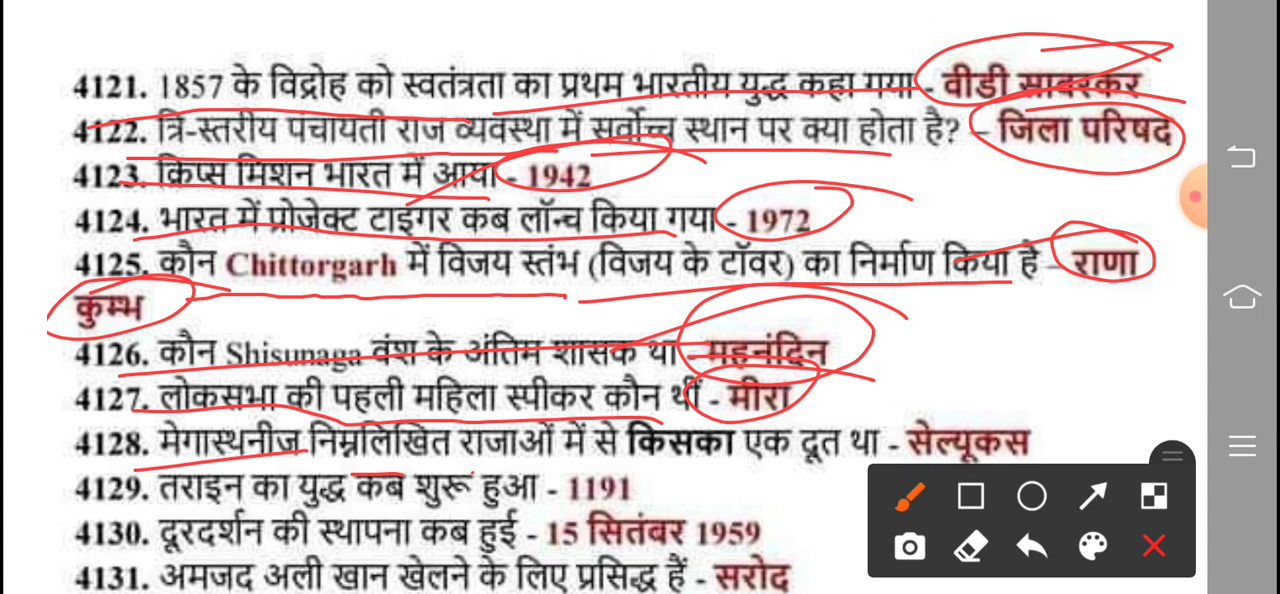 4121. 1857 के विद्रोह को स्वतंत्रता का प्रथम भारतीय युद्ध कहा गया - वीडी सावरकर
4122. त्रि-स्तरीय पंचायती राज व्यवस्था में सर्वोच्च स्थान पर क्या होता है? - जिला परिषद
4123. क्रिप्स मिशन भारत में आया - 1942
4124. भारत में प्रोजेक्ट टाइगर कब लॉन्च किया गया - 1972
4125. कौन Chittorgarh में विजय स्तंभ (विजय के टॉवर) का निर्माण किया है - राणा
कुम्भ
4126. कौन Shisunaga वंश के अंतिम शासक था - महनंदिन
4127. लोकसभा की पहली महिला स्पीकर कौन थीं - मीरा
4128. मेगास्थनीज निम्नलिखित राजाओं में से किसका एक दूत था - सेल्यूकस
4129. तराइन का युद्ध कब शुरू हुआ - 1191
4130. दूरदर्शन की स्थापना कब हुई - 15 सितंबर 1959
4131. अमजद अली खान खेलने के लिए प्रसिद्ध हैं - सरोद